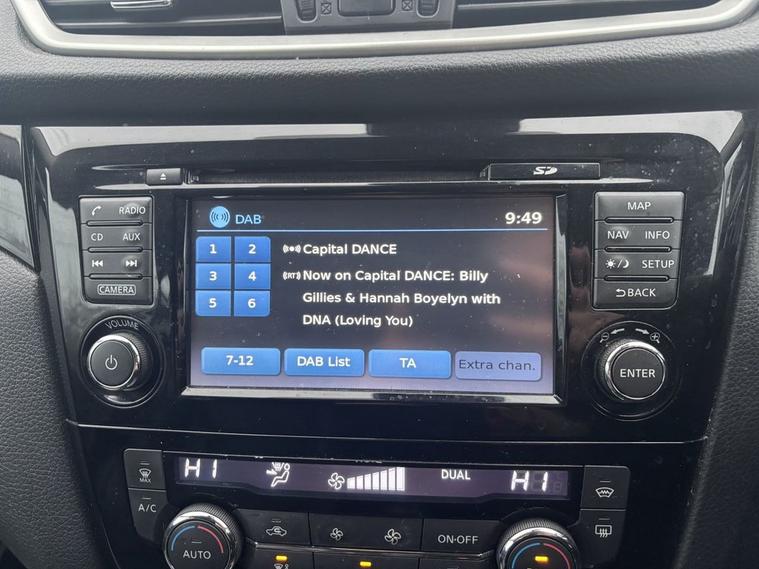 SD
RADIO
CD AUX
CAMERA
VOLUME
DAB 9:49
1 2 Capital DANCE
3 4 (RT) Now on Capital DANCE: Billy
Gillies & Hannah Boyelyn with
5 6 DNA (Loving You)
7-12 DAB List TA Extra chan.
MAP
NAV INFO
SETUP
BACK
ENTER
HI DUAL HI
MAX
A/C
AUTO
ON·OFF